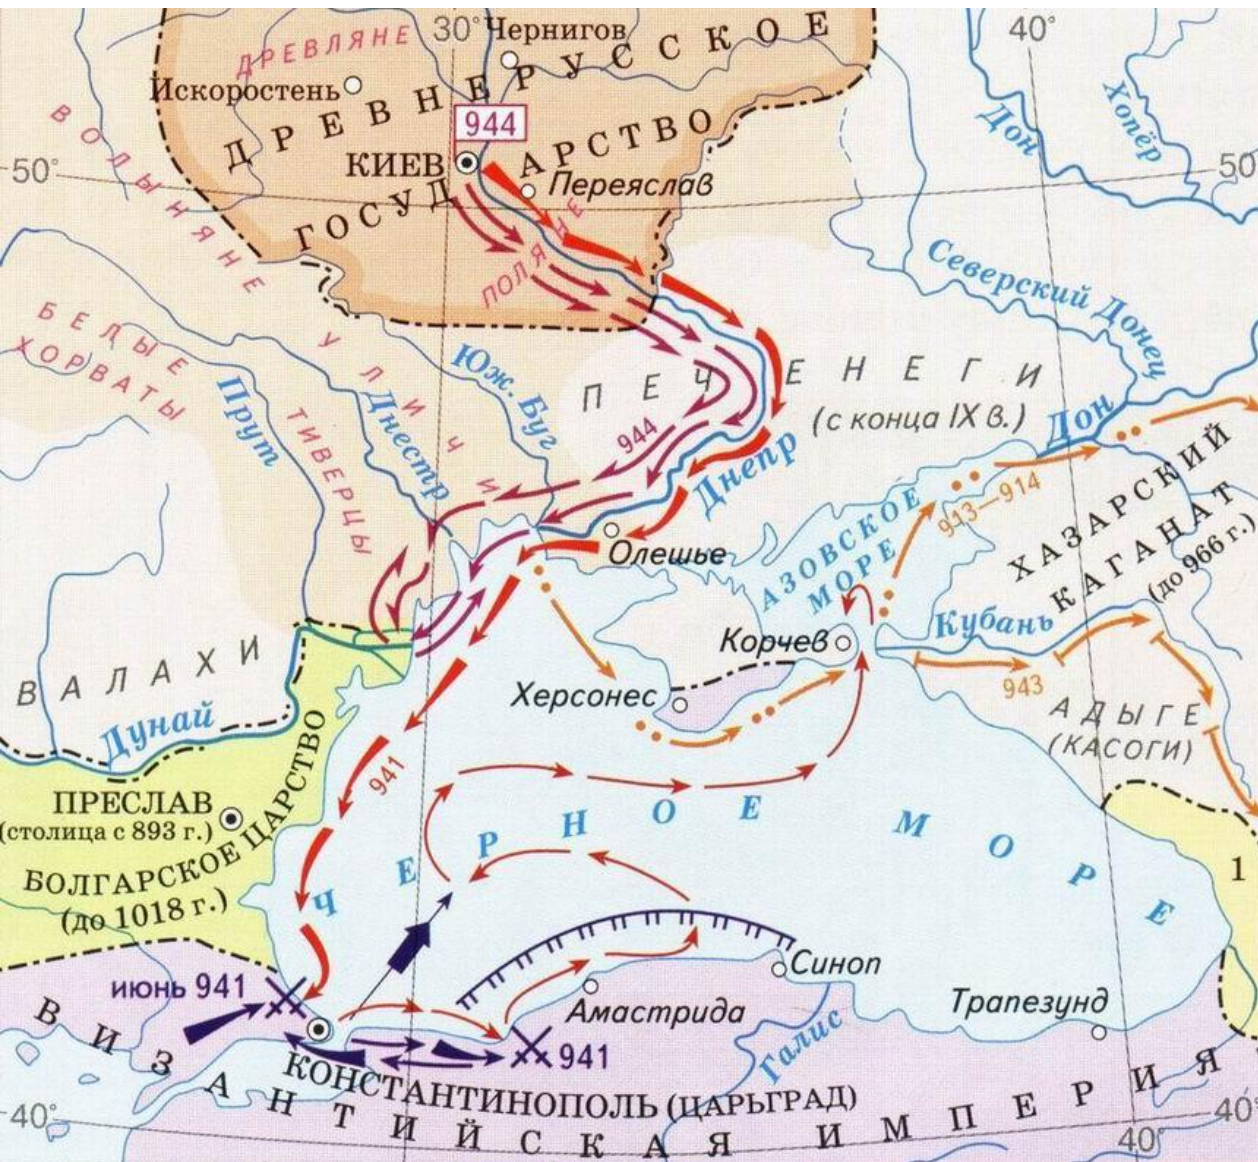 30°
Чернигов
40°
ДРЕВЛЯНЕ
Искоростень
ДРЕВНЕРУССКОЕ
ГОСУДАРСТВО
944
КИЕВ
Переяслав
ПОЛЯНЕ
Дон
Хопёр
50°
50°
ВОЛЫНЯНЕ
БЕЛЫЕ
ХОРВАТЫ
УЛИЧИ
ТИВЕРЦЫ
Прут
Днестр
Юж. Буг
Северский Донец
ПЕЧЕНЕГИ
(с конца IX в.)
944
Днепр
Дон
Олешье
АЗОВСКОЕ
МОРЕ
913—914
ХАЗАРСКИЙ
КАГАНАТ
(до 966 г.)
Кубань
943
Корчев
Херсонес
АДЫГЕ
(КАСОГИ)
ВАЛАХИ
Дунай
ПРЕСЛАВ
(столица с 893 г.)
БОЛГАРСКОЕ ЦАРСТВО
(до 1018 г.)
941
ЧЕРНОЕ МОРЕ
1
июнь 941
Синоп
Амастрида
Трапезунд
941
Галис
КОНСТАНТИНОПОЛЬ (ЦАРЬГРАД)
ВИЗАНТИЙСКАЯ ИМПЕРИЯ
40°
40°
40°